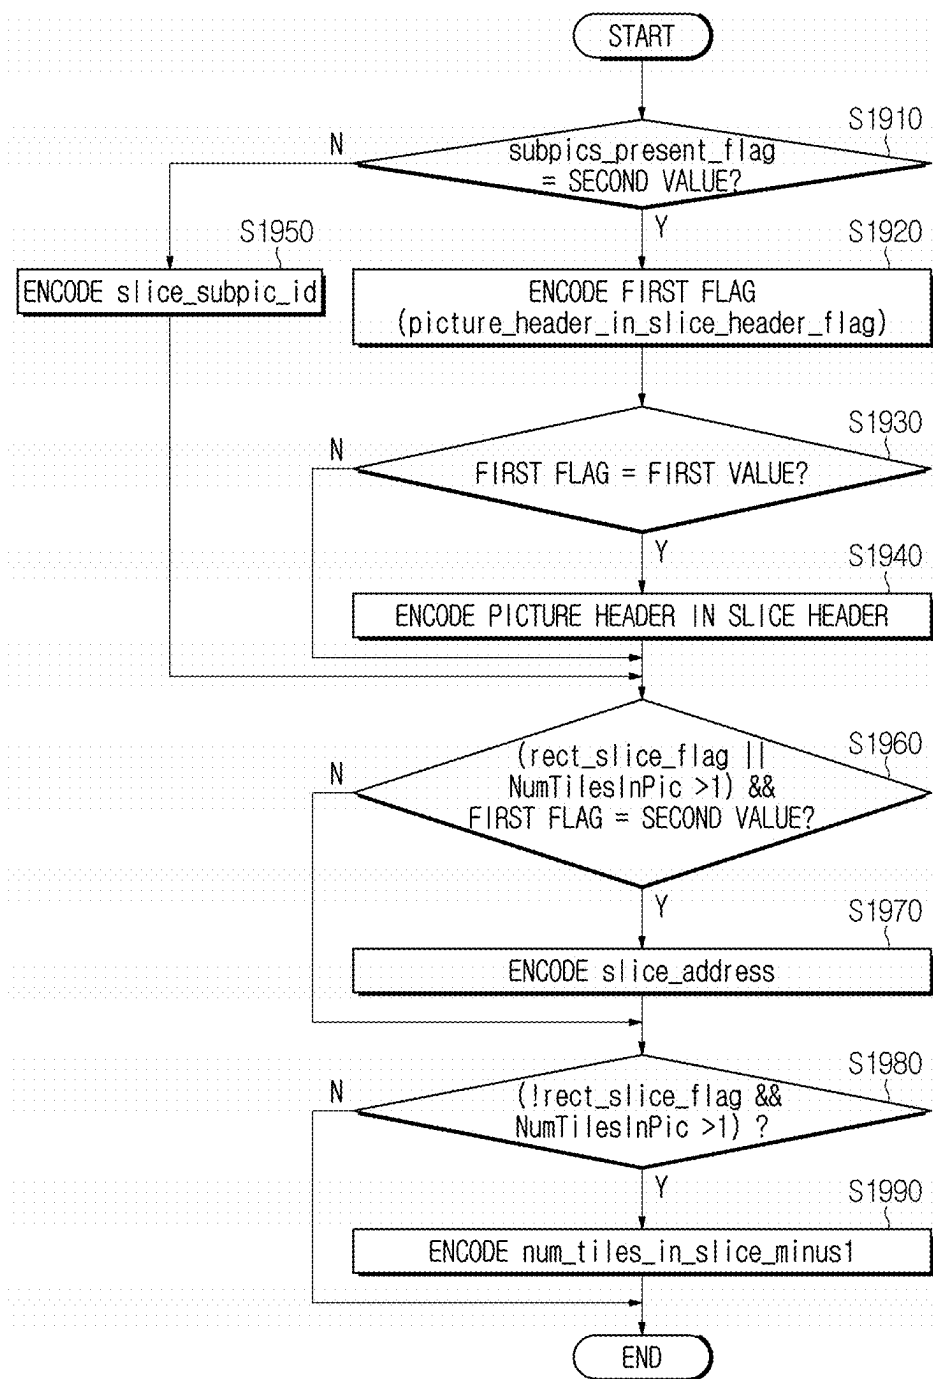 START
S1910
N
subpics_present_flag
= SECOND VALUE?
Y
S1950
S1920
ENCODE slice_subpic_id
ENCODE FIRST FLAG
(picture_header_in_slice_header_flag)
S1930
N
FIRST FLAG = FIRST VALUE?
Y
S1940
ENCODE PICTURE HEADER IN SLICE HEADER
S1960
N
(rect_slice_flag ||
NumTilesInPic >1) &&
FIRST FLAG = SECOND VALUE?
Y
S1970
ENCODE slice_address
S1980
N
(!rect_slice_flag &&
NumTilesInPic >1) ?
Y
S1990
ENCODE num_tiles_in_slice_minus1
END